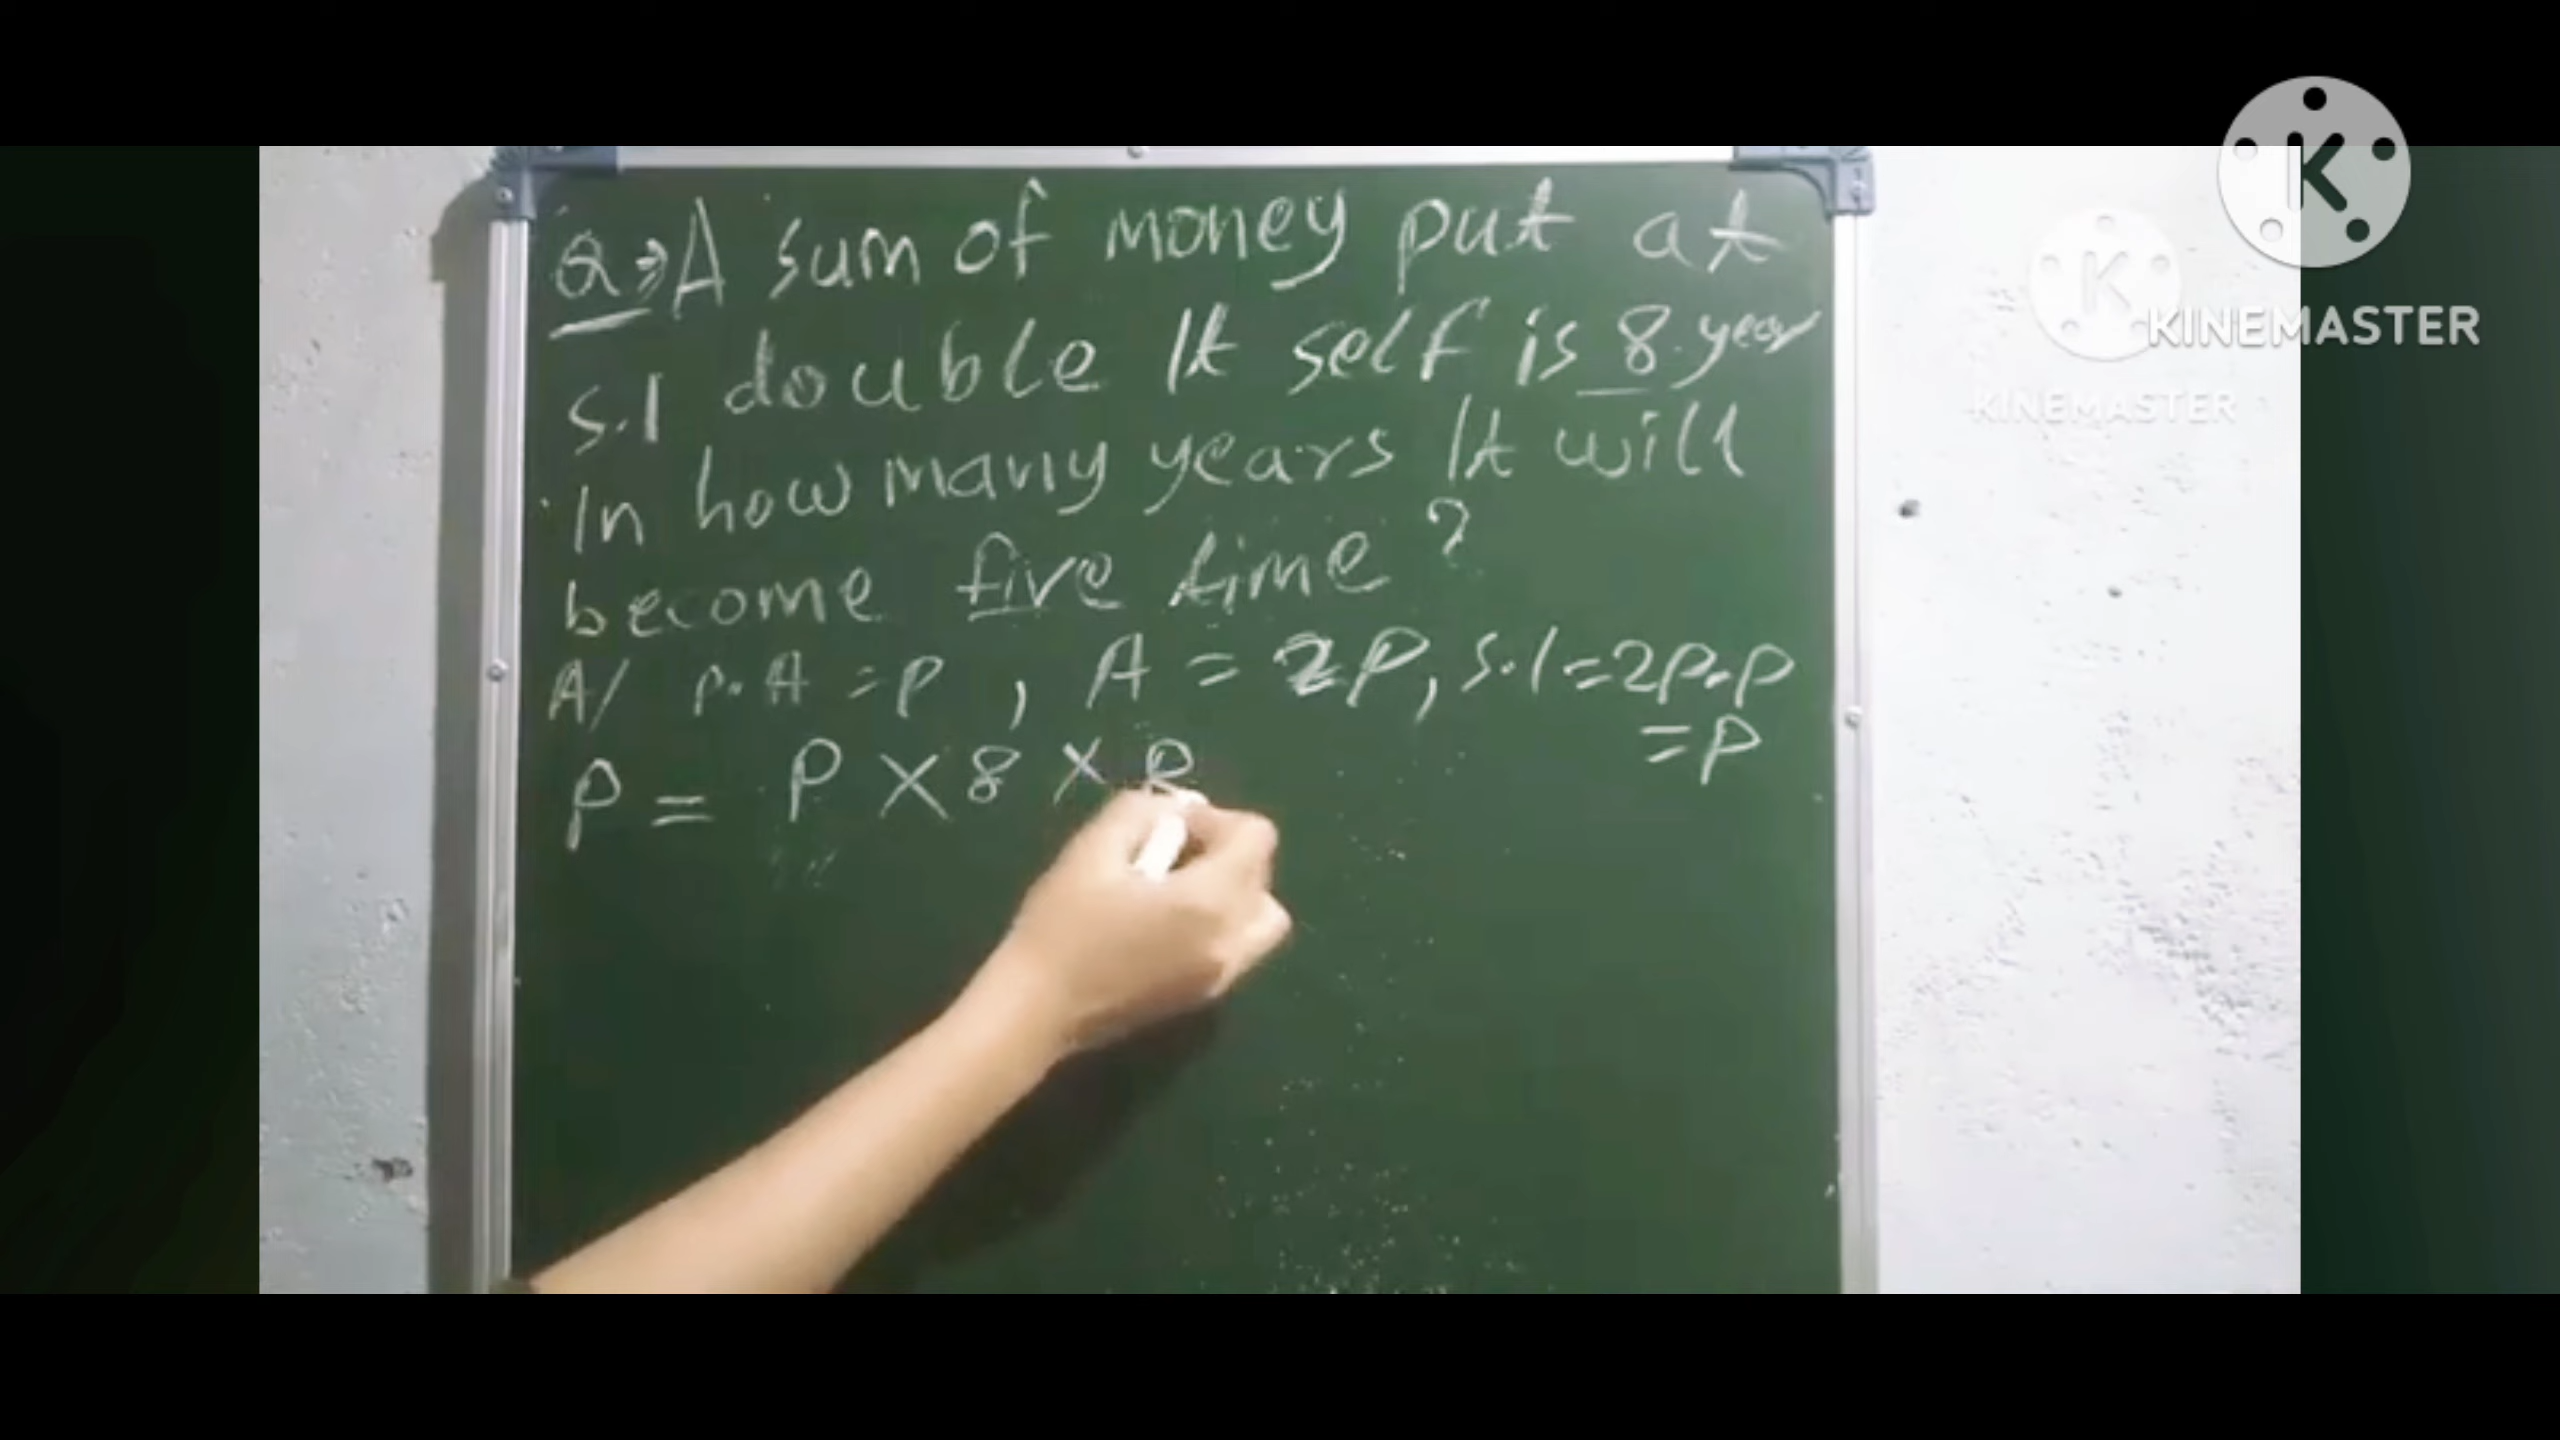 Q⇒A sum of money put at
S.I double It self is 8 year
In how many years It will
become five time?
A/ P.A = P, A = 2P, S.I = 2P-P
= P
P = P × 8 × R
K
KINEMASTER
K
KINEMASTER